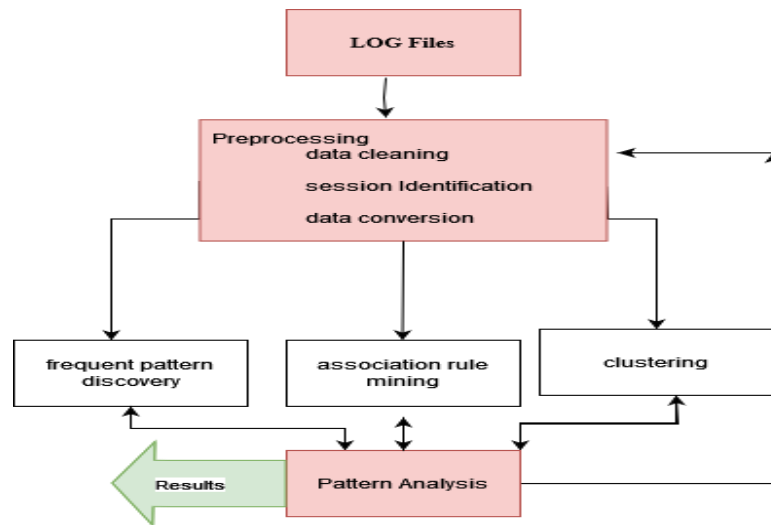 LOG Files
Preprocessing
data cleaning
session Identification
data conversion
frequent pattern
discovery
association rule
mining
clustering
Results
Pattern Analysis